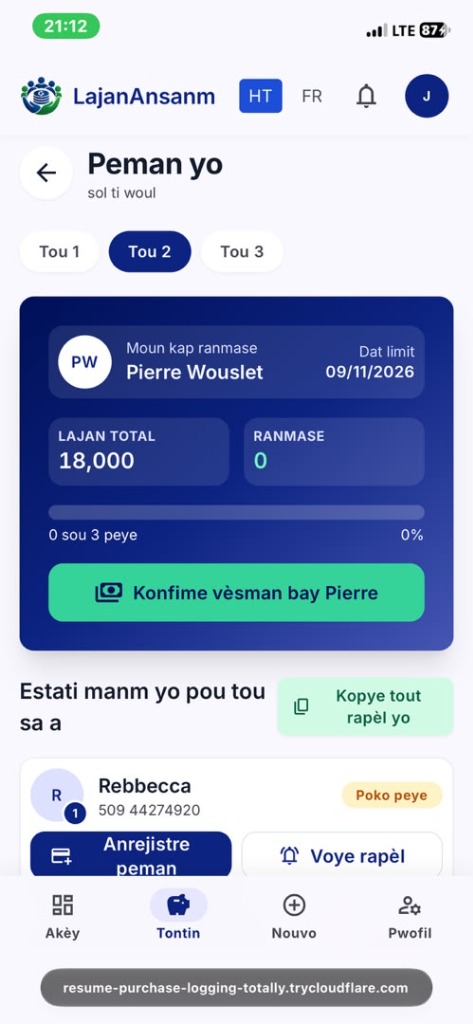 21:12
LTE 87
LajanAnsanm HT FR J
Peman yo
sol ti woul
Tou 1 Tou 2 Tou 3
PW
Moun kap ranmase
Pierre Wouslet
Dat limit
09/11/2026
LAJAN TOTAL
18,000
RANMASE
0
0 sou 3 peye 0%
Konfime vèsman bay Pierre
Estati manm yo pou tou
sa a
Kopye tout
rapèl yo
R
1
Rebbecca
509 44274920
Poko peye
Anrejistre
peman
Voye rapèl
Akèy Tontin Nouvo Pwofil
resume-purchase-logging-totally.trycloudflare.com